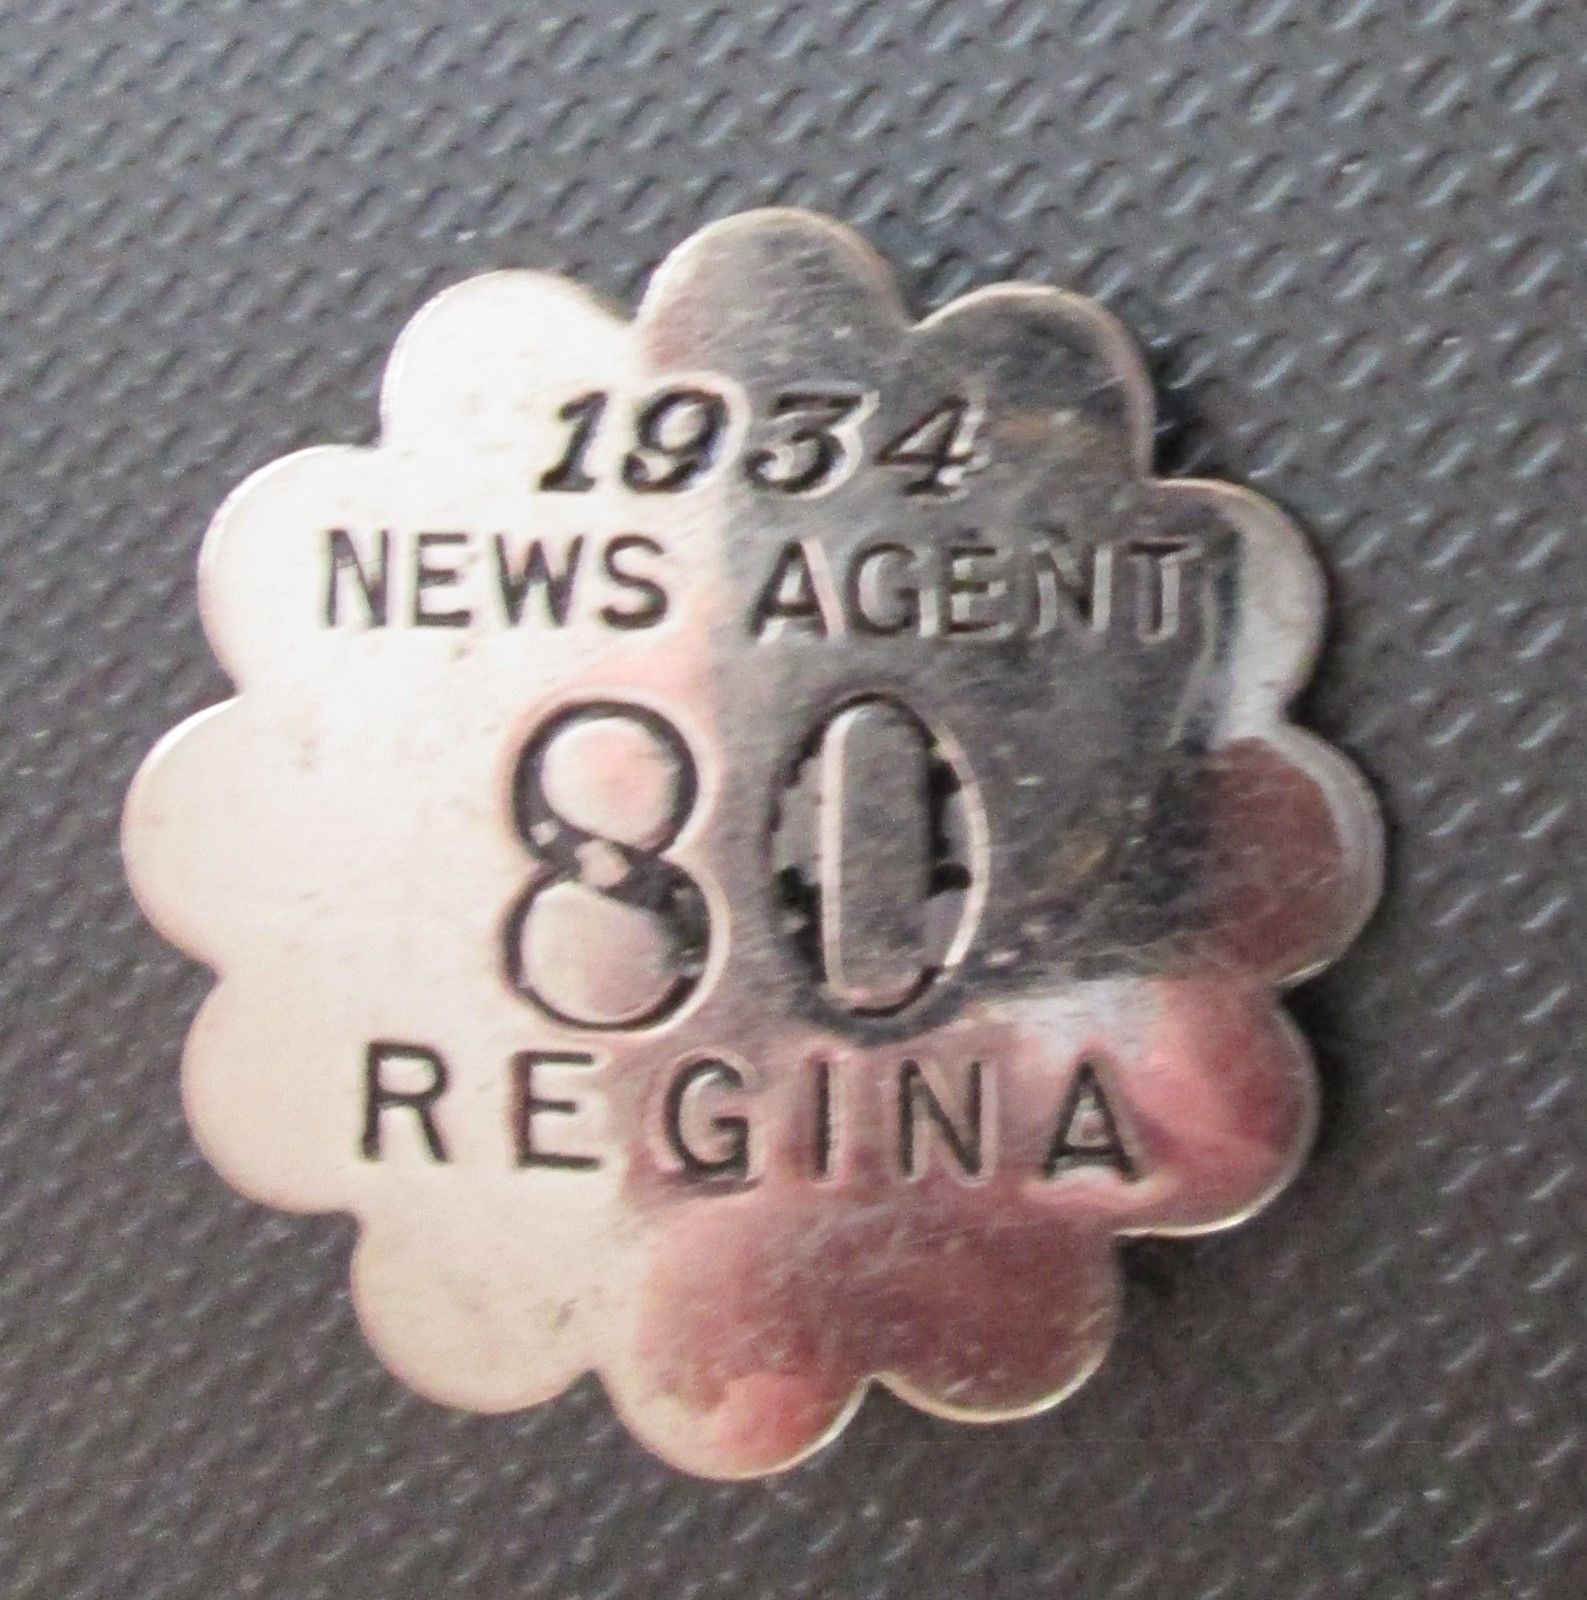 1934
NEWS AGENT
80
REGINA